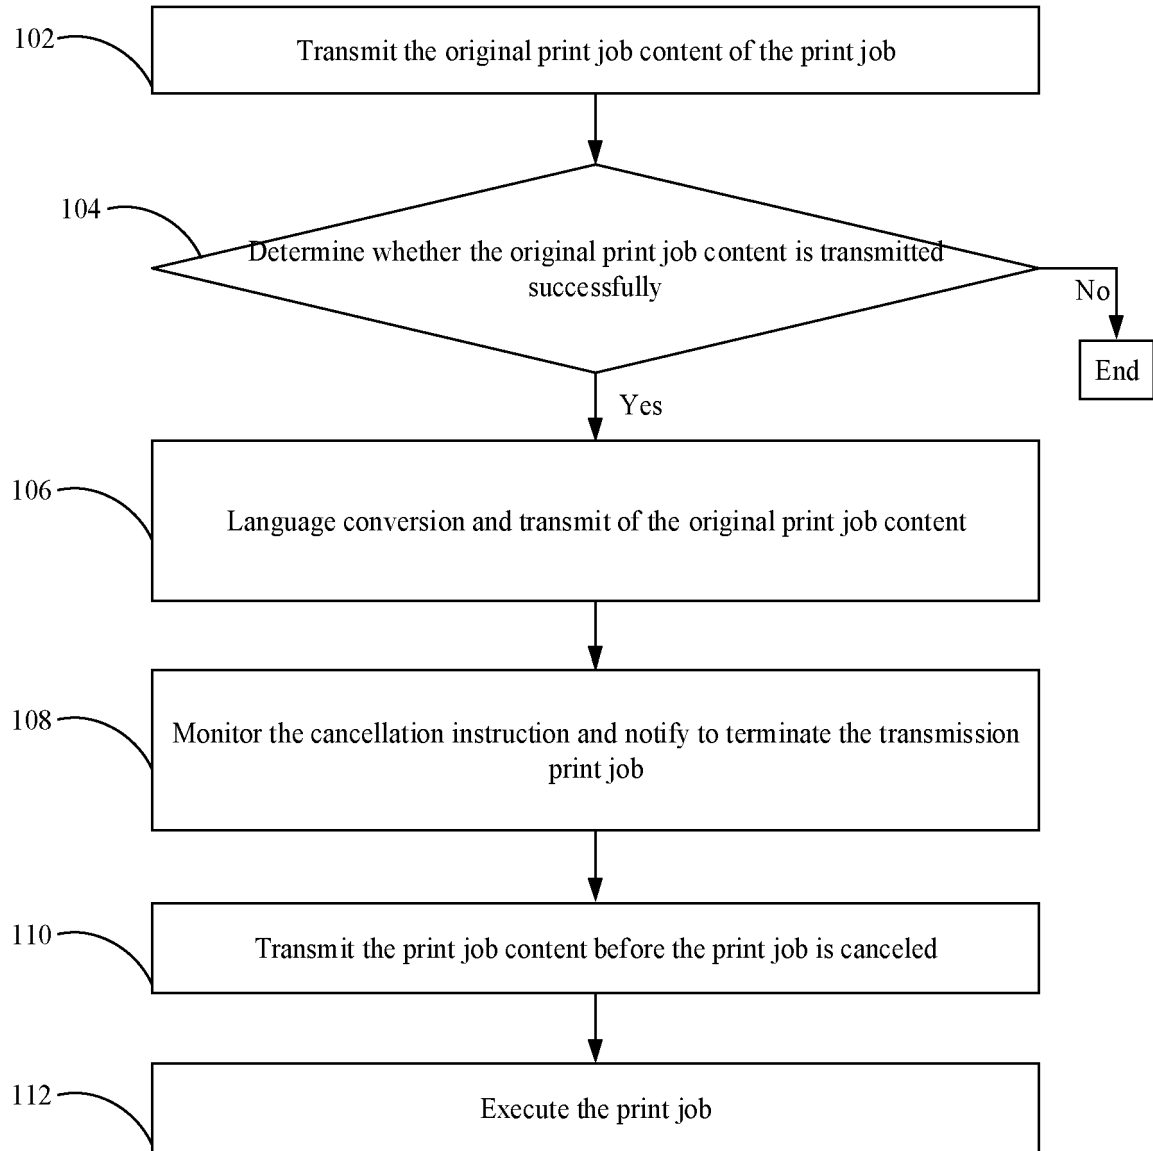 102
Transmit the original print job content of the print job
104
Determine whether the original print job content is transmitted
successfully
No
End
Yes
106
Language conversion and transmit of the original print job content
108
Monitor the cancellation instruction and notify to terminate the transmission
print job
110
Transmit the print job content before the print job is canceled
112
Execute the print job